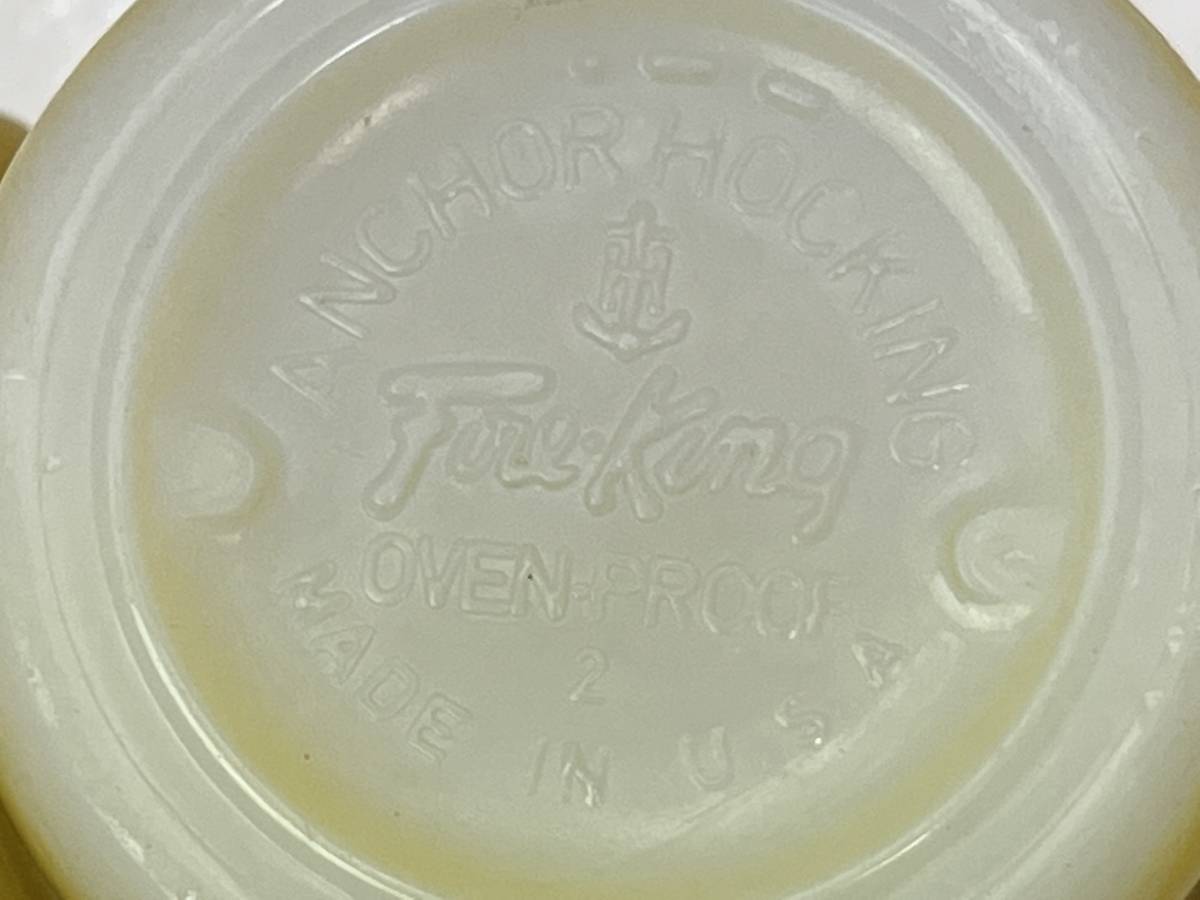 ANCHOR HOCKING
Fire-King
OVEN-PROOF
2
MADE IN U S A